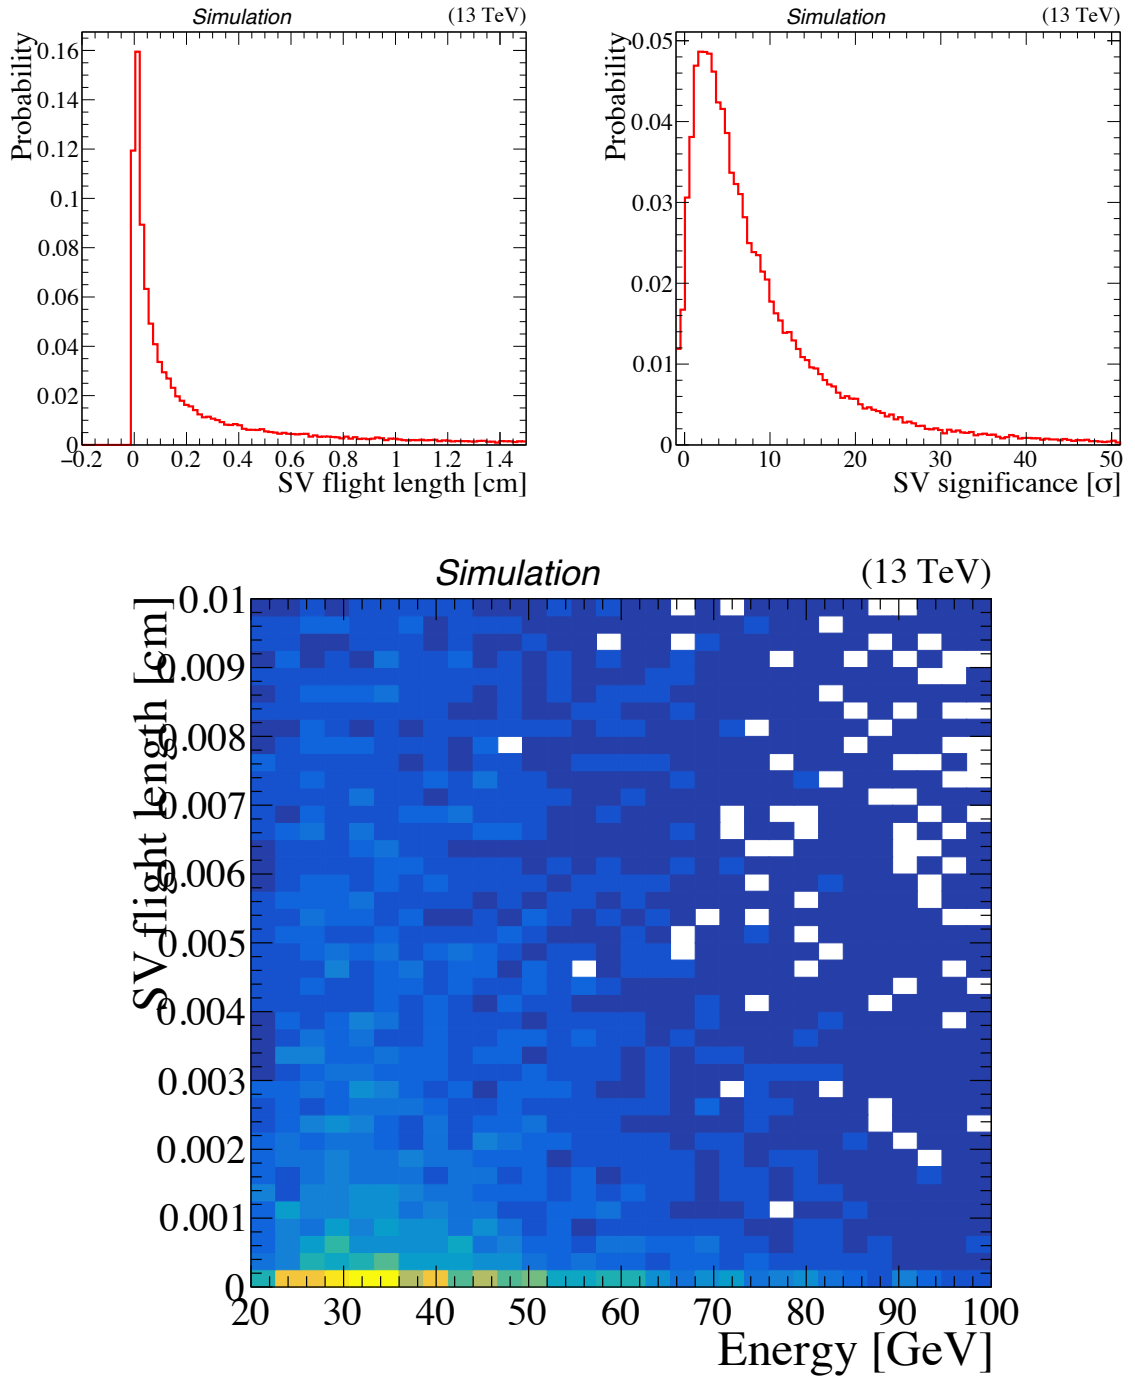 Simulation (13 TeV)
Probability
0.16
0.14
0.12
0.1
0.08
0.06
0.04
0.02
0
−0.2 0 0.2 0.4 0.6 0.8 1 1.2 1.4
SV flight length [cm]
Simulation (13 TeV)
Probability
0.05
0.04
0.03
0.02
0.01
0
0 10 20 30 40 50
SV significance [σ]
Simulation (13 TeV)
SV flight length [cm]
0.01
0.009
0.008
0.007
0.006
0.005
0.004
0.003
0.002
0.001
0
20 30 40 50 60 70 80 90 100
Energy [GeV]